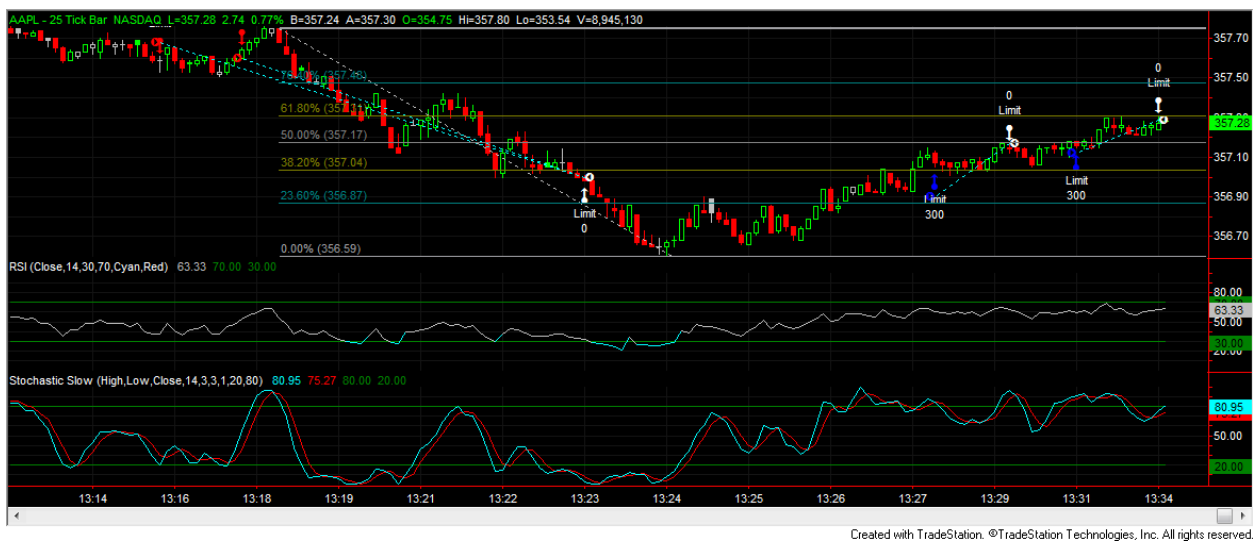 AAPL - 25 Tick Bar NASDAQ L=357.28 2.74 0.77% B=357.24 A=357.30 O=354.75 Hi=357.80 Lo=353.54 V=8,945,130
Limit
357.70
0
Limit
357.50
(357.48)
0
Limit
61.80% (357.31)
357.28
50.00% (357.17)
357.10
38.20% (357.04)
Limit
300
23.60% (356.87)
356.90
Limit
300
Limit
0
356.70
0.00% (356.59)
RSI (Close,14,30,70,Cyan,Red) 63.33 70.00 30.00
80.00
63.33
50.00
30.00
20.00
Stochastic Slow (High,Low,Close,14,3,3,1,20,80) 80.95 75.27 80.00 20.00
80.95
50.00
20.00
13:14 13:16 13:18 13:19 13:21 13:22 13:23 13:24 13:25 13:26 13:27 13:29 13:31 13:34
Created with TradeStation. ©TradeStation Technologies, Inc. All rights reserved.